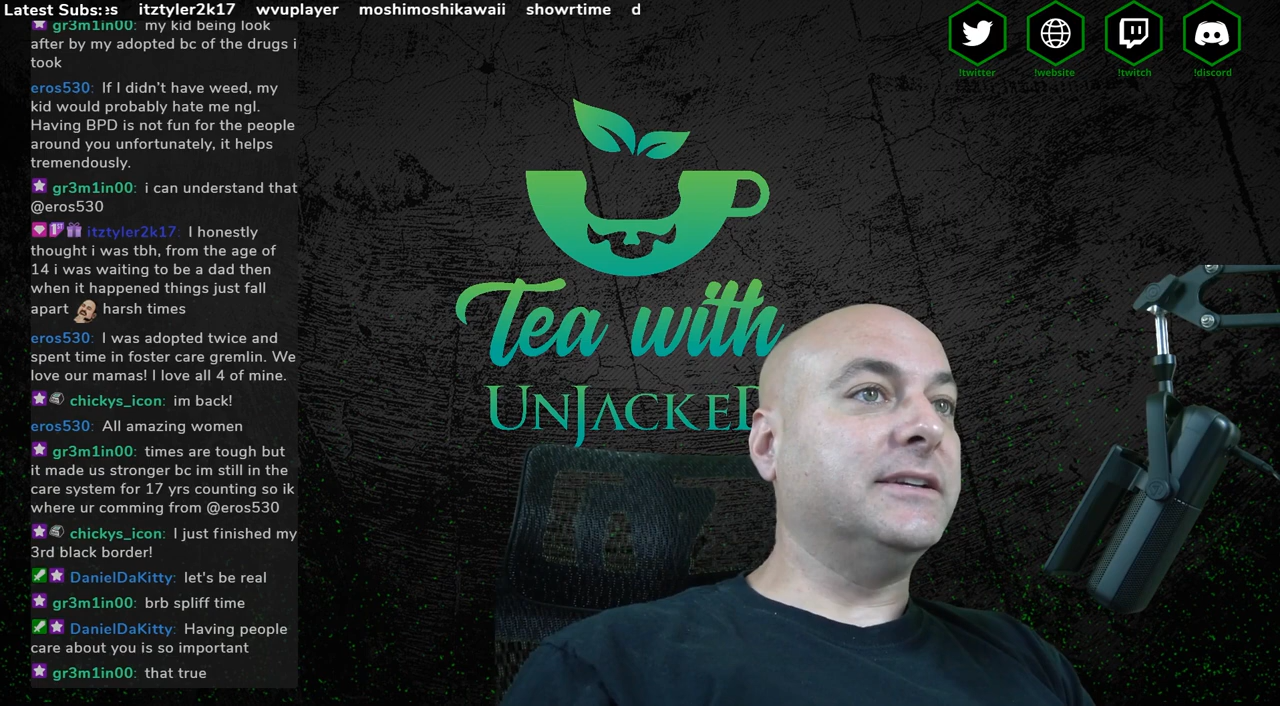 Latest Subs: es itztyler2k17 wvuplayer moshimoshikawaii showrtime d
gr3m1in00: my kid being look
after by my adopted bc of the drugs i
took
eros530: If I didn't have weed, my
kid would probably hate me ngl.
Having BPD is not fun for the people
around you unfortunately, it helps
tremendously.
gr3m1in00: i can understand that
@eros530
itztyler2k17: I honestly
thought i was tbh, from the age of
14 i was waiting to be a dad then
when it happened things just fall
apart harsh times
eros530: I was adopted twice and
spent time in foster care gremlin. We
love our mamas! I love all 4 of mine.
chickys_icon: im back!
eros530: All amazing women
gr3m1in00: times are tough but
it made us stronger bc im still in the
care system for 17 yrs counting so ik
where ur comming from @eros530
chickys_icon: I just finished my
3rd black border!
DanielDaKitty: let's be real
gr3m1in00: brb spliff time
DanielDaKitty: Having people
care about you is so important
gr3m1in00: that true
Tea with
UNJACKED
!twitter
!website
!twitch
!discord